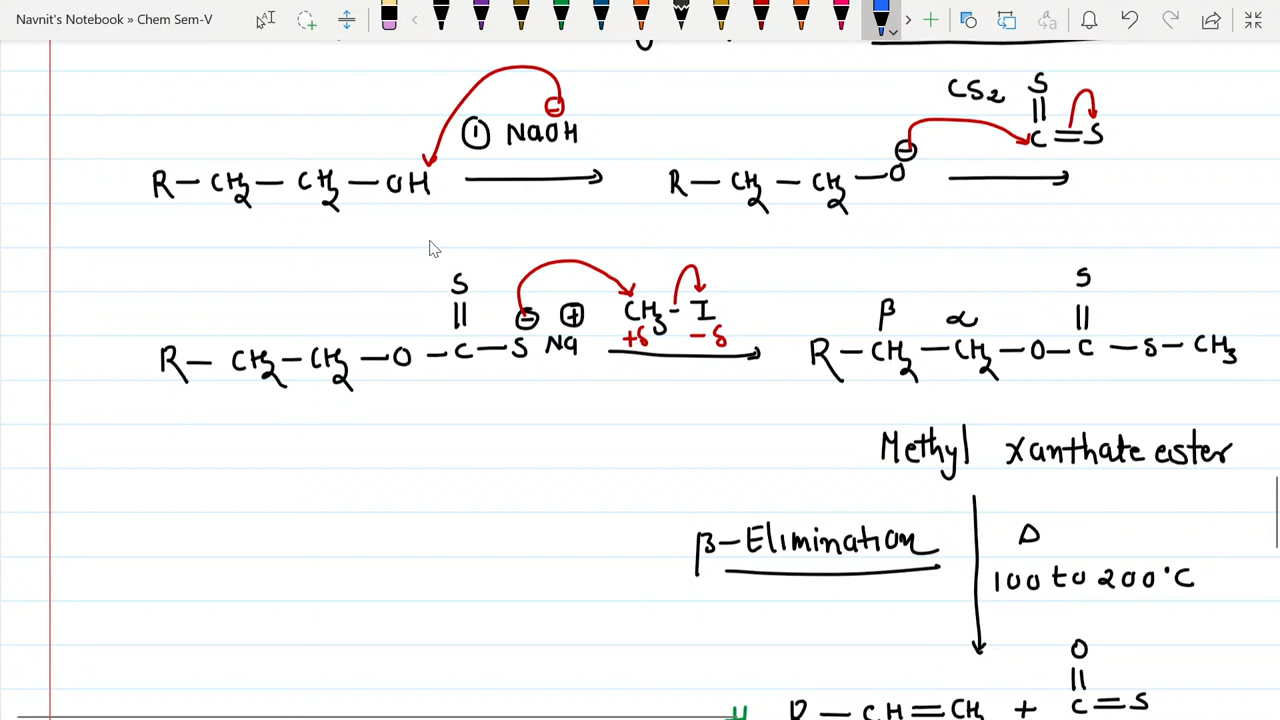 Navnit's Notebook » Chem Sem-V
CS2 S
① NaOH ⊖ C=S
R-CH2-CH2-OH R-CH2-CH2-O ⊖
S S
⊖ ⊕ CH3-I β α
R-CH2-CH2-O-C-S Na +δ -δ R-CH2-CH2-O-C-S-CH3
Methyl xanthate ester
β-Elimination Δ
100 to 200°C
O
R-CH=CH2 + C=S
H